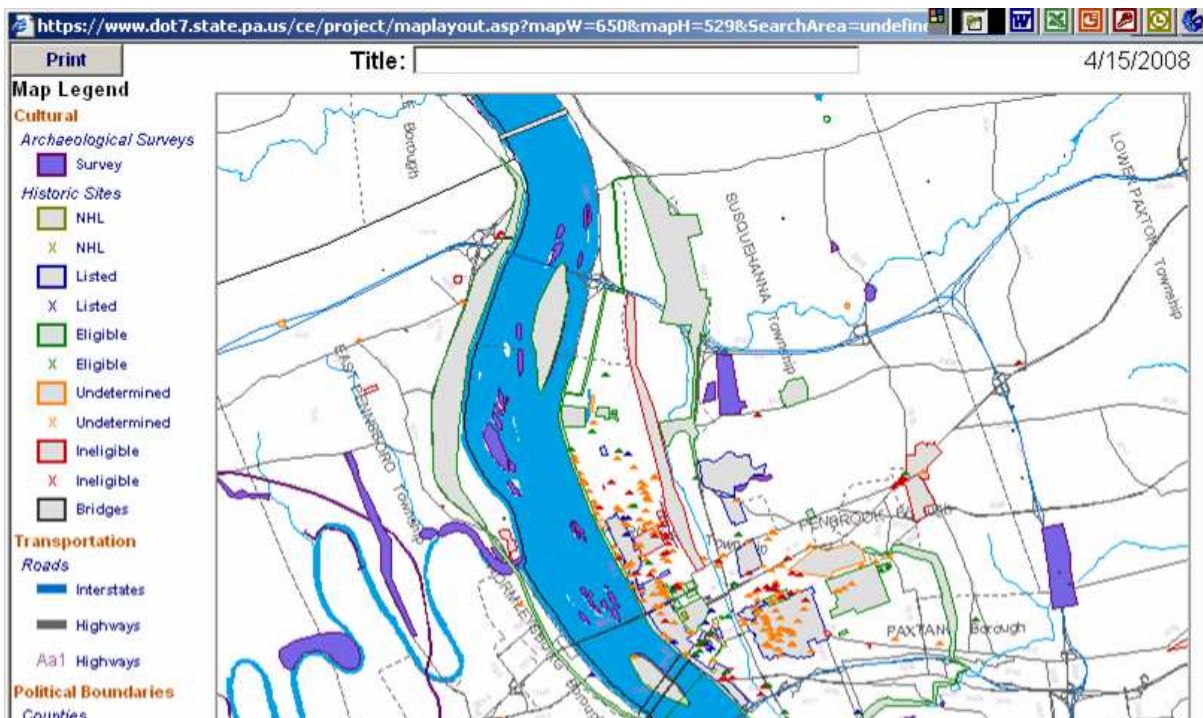 https://www.dot7.state.pa.us/ce/project/maplayout.asp?mapW=650&mapH=529&SearchArea=undefin
Print
Title:
4/15/2008
Map Legend
Cultural
Archaeological Surveys
Survey
Historic Sites
NHL
X NHL
Listed
X Listed
Eligible
X Eligible
Undetermined
X Undetermined
Ineligible
X Ineligible
Bridges
Transportation
Roads
Interstates
Highways
Aa1 Highways
Political Boundaries
Counties
Borough
SUSQUEHANNA
Township
LOWER PAXTON
Township
EAST PENNSBORO
Township
PENBROOK
Township
PAXTANG Borough
WORMLEYSBURG
Borough